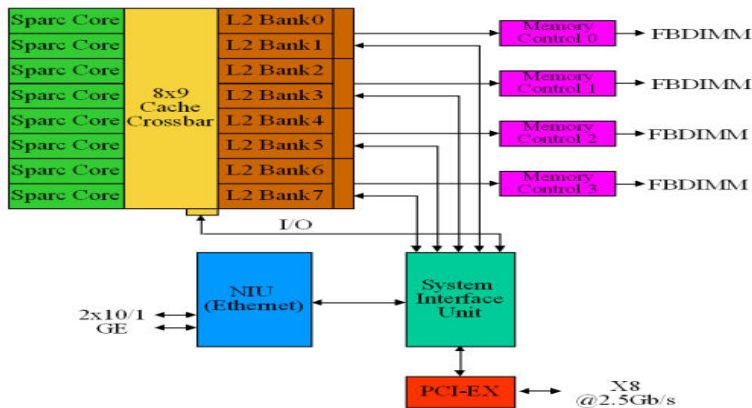 Sparc Core
Sparc Core
Sparc Core
Sparc Core
Sparc Core
Sparc Core
Sparc Core
Sparc Core
8x9
Cache
Crossbar
L2 Bank0
L2 Bank1
L2 Bank2
L2 Bank3
L2 Bank4
L2 Bank5
L2 Bank6
L2 Bank7
Memory
Control 0
FBDIMM
Memory
Control 1
FBDIMM
Memory
Control 2
FBDIMM
Memory
Control 3
FBDIMM
I/O
NIU
(Ethernet)
2x10/1
GE
System
Interface
Unit
PCI-EX
X8
@2.5Gb/s